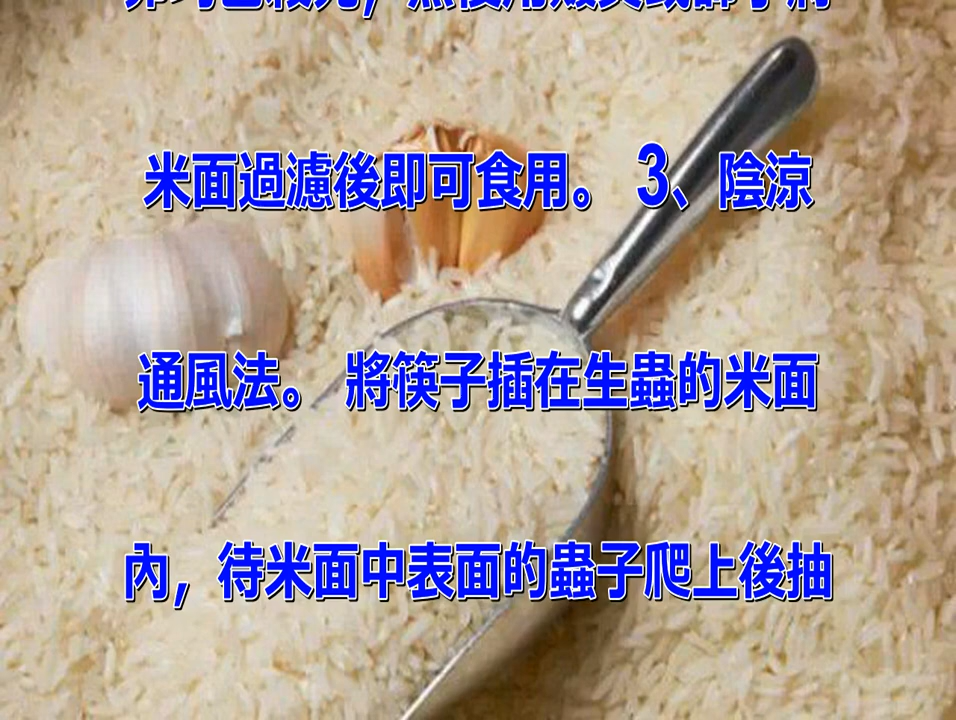 米面過濾後即可食用。 3、陰涼
通風法。 將筷子插在生蟲的米面
內，待米面中表面的蟲子爬上後抽